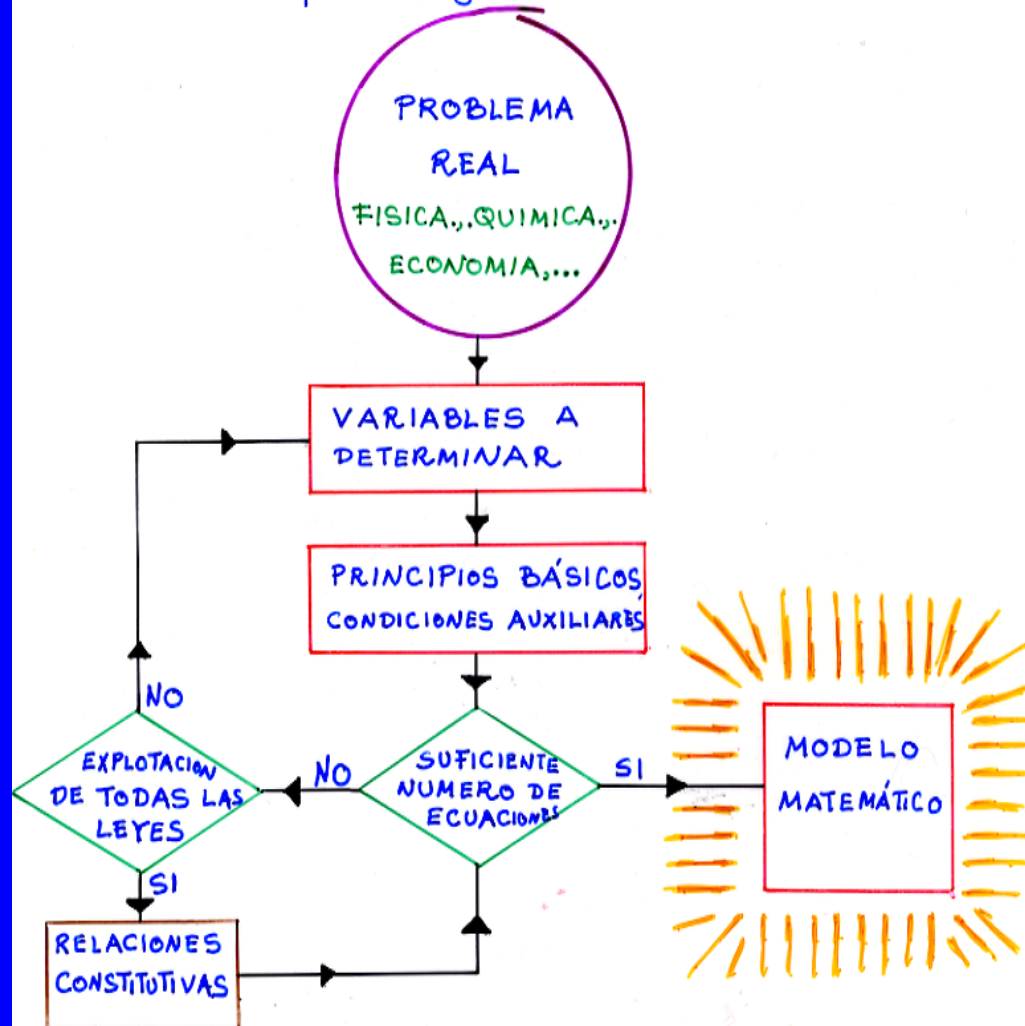 PROBLEMA
REAL
FISICA.,.QUIMICA.,.
ECONOMIA,...
VARIABLES A
DETERMINAR
PRINCIPIOS BÁSICOS,
CONDICIONES AUXILIARES
NO
EXPLOTACION
DE TODAS LAS
LEYES
NO
SUFICIENTE
NUMERO DE
ECUACIONES
SI
MODELO
MATEMÁTICO
SI
RELACIONES
CONSTITUTIVAS